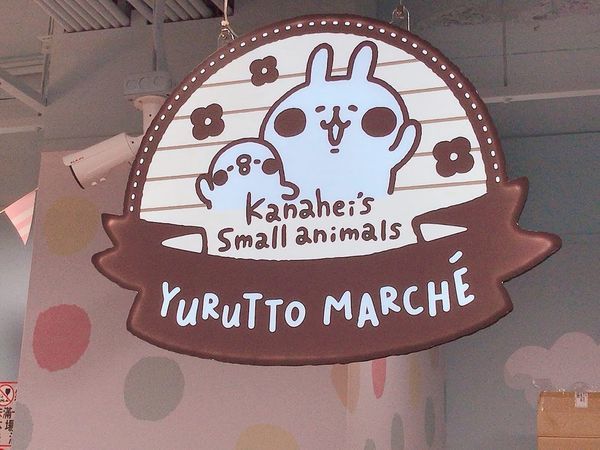 Kanahei's
Small animals
YURUTTO MARCHÉ